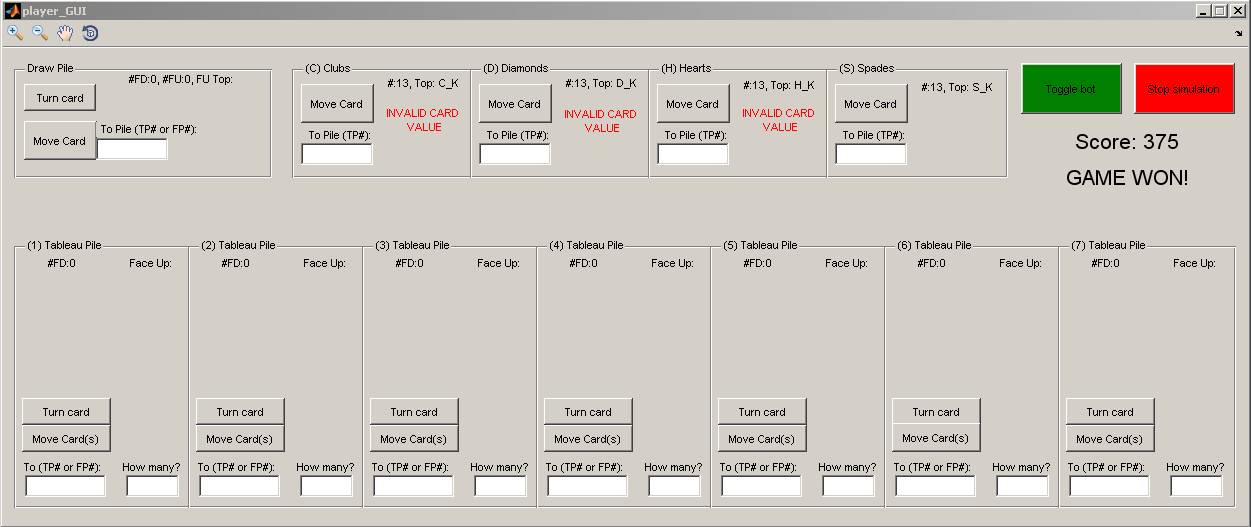 player_GUI
Draw Pile
#FD:0, #FU:0, FU Top:
Turn card
Move Card
To Pile (TP# or FP#):
(C) Clubs
#:13, Top: C_K
Move Card
INVALID CARD
VALUE
To Pile (TP#)
(D) Diamonds
#:13, Top: D_K
Move Card
INVALID CARD
VALUE
To Pile (TP#)
(H) Hearts
#:13, Top: H_K
Move Card
INVALID CARD
VALUE
To Pile (TP#)
(S) Spades
#:13, Top: S_K
Move Card
To Pile (TP#)
Toggle bot
Stop simulation
Score: 375
GAME WON!
(1) Tableau Pile
#FD:0 Face Up:
Turn card
Move Card(s)
To (TP# or FP#): How many?
(2) Tableau Pile
#FD:0 Face Up:
Turn card
Move Card(s)
To (TP# or FP#): How many?
(3) Tableau Pile
#FD:0 Face Up:
Turn card
Move Card(s)
To (TP# or FP#): How many?
(4) Tableau Pile
#FD:0 Face Up:
Turn card
Move Card(s)
To (TP# or FP#): How many?
(5) Tableau Pile
#FD:0 Face Up:
Turn card
Move Card(s)
To (TP# or FP#): How many?
(6) Tableau Pile
#FD:0 Face Up:
Turn card
Move Card(s)
To (TP# or FP#): How many?
(7) Tableau Pile
#FD:0 Face Up:
Turn card
Move Card(s)
To (TP# or FP#): How many?